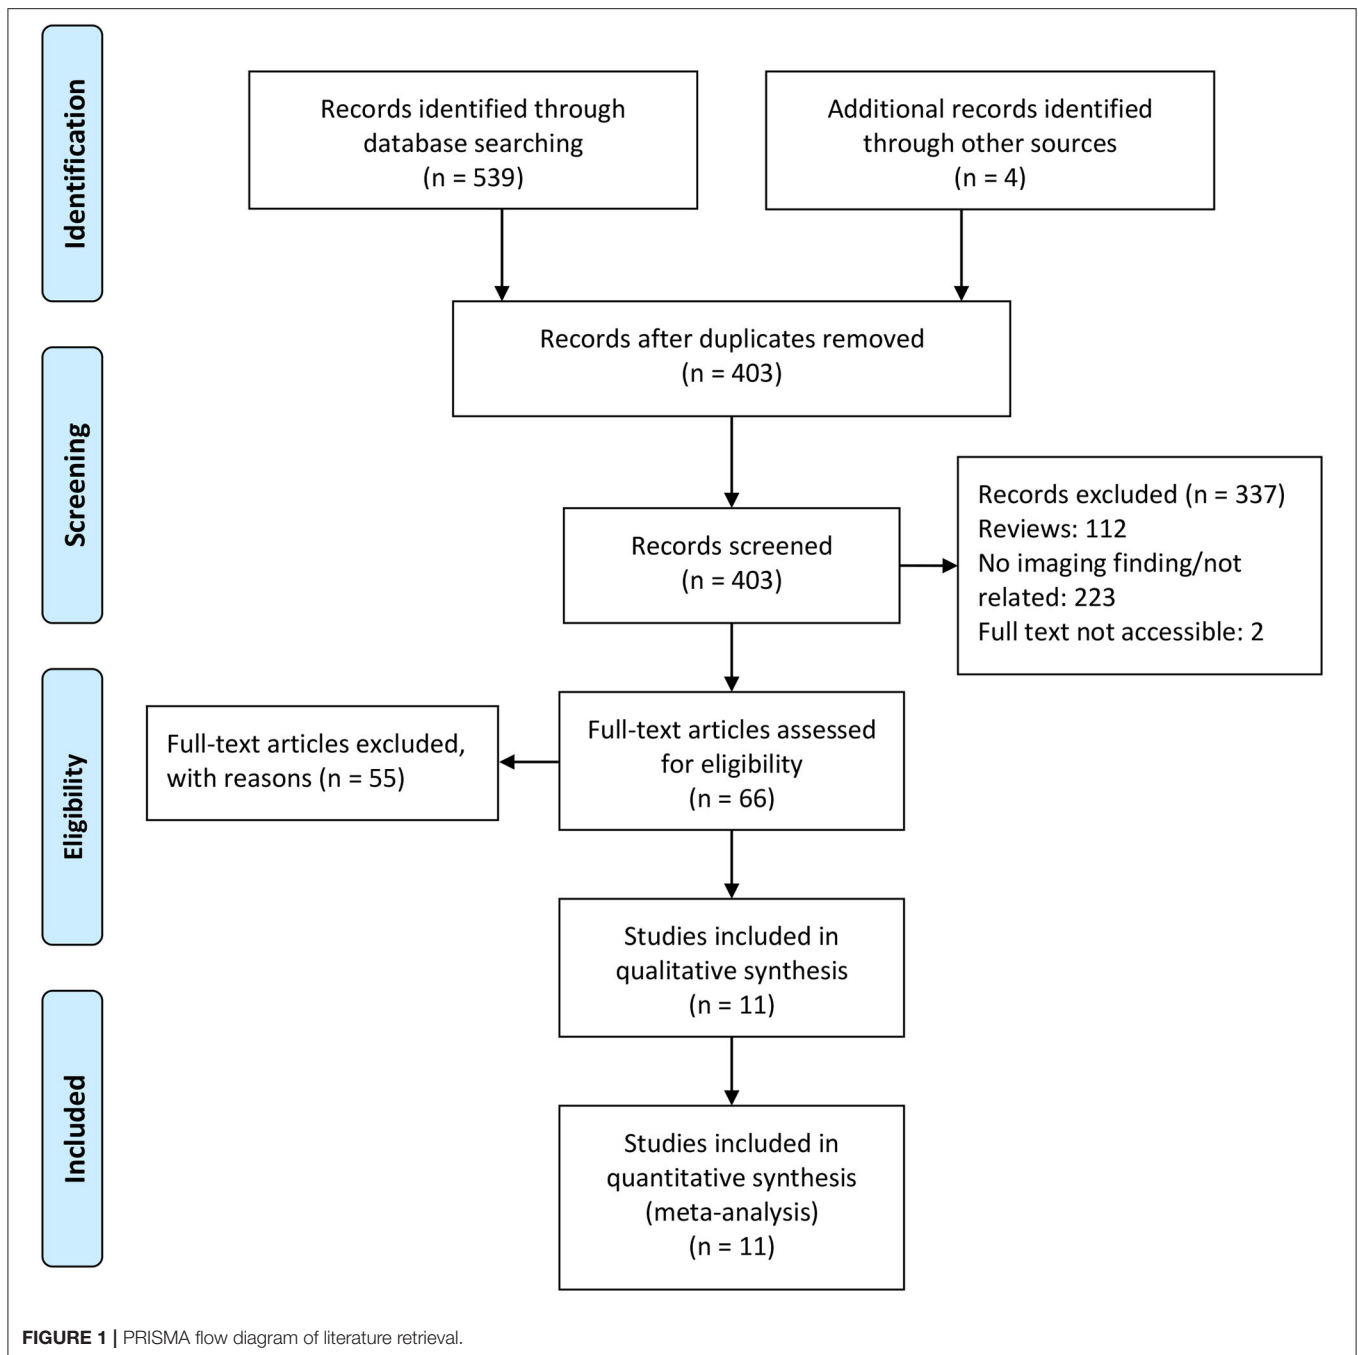 Identification
Records identified through
database searching
(n = 539)
Additional records identified
through other sources
(n = 4)
Records after duplicates removed
(n = 403)
Screening
Records screened
(n = 403)
Records excluded (n = 337)
Reviews: 112
No imaging finding/not
related: 223
Full text not accessible: 2
Eligibility
Full-text articles assessed
for eligibility
(n = 66)
Full-text articles excluded,
with reasons (n = 55)
Studies included in
qualitative synthesis
(n = 11)
Included
Studies included in
quantitative synthesis
(meta-analysis)
(n = 11)
FIGURE 1 | PRISMA flow diagram of literature retrieval.